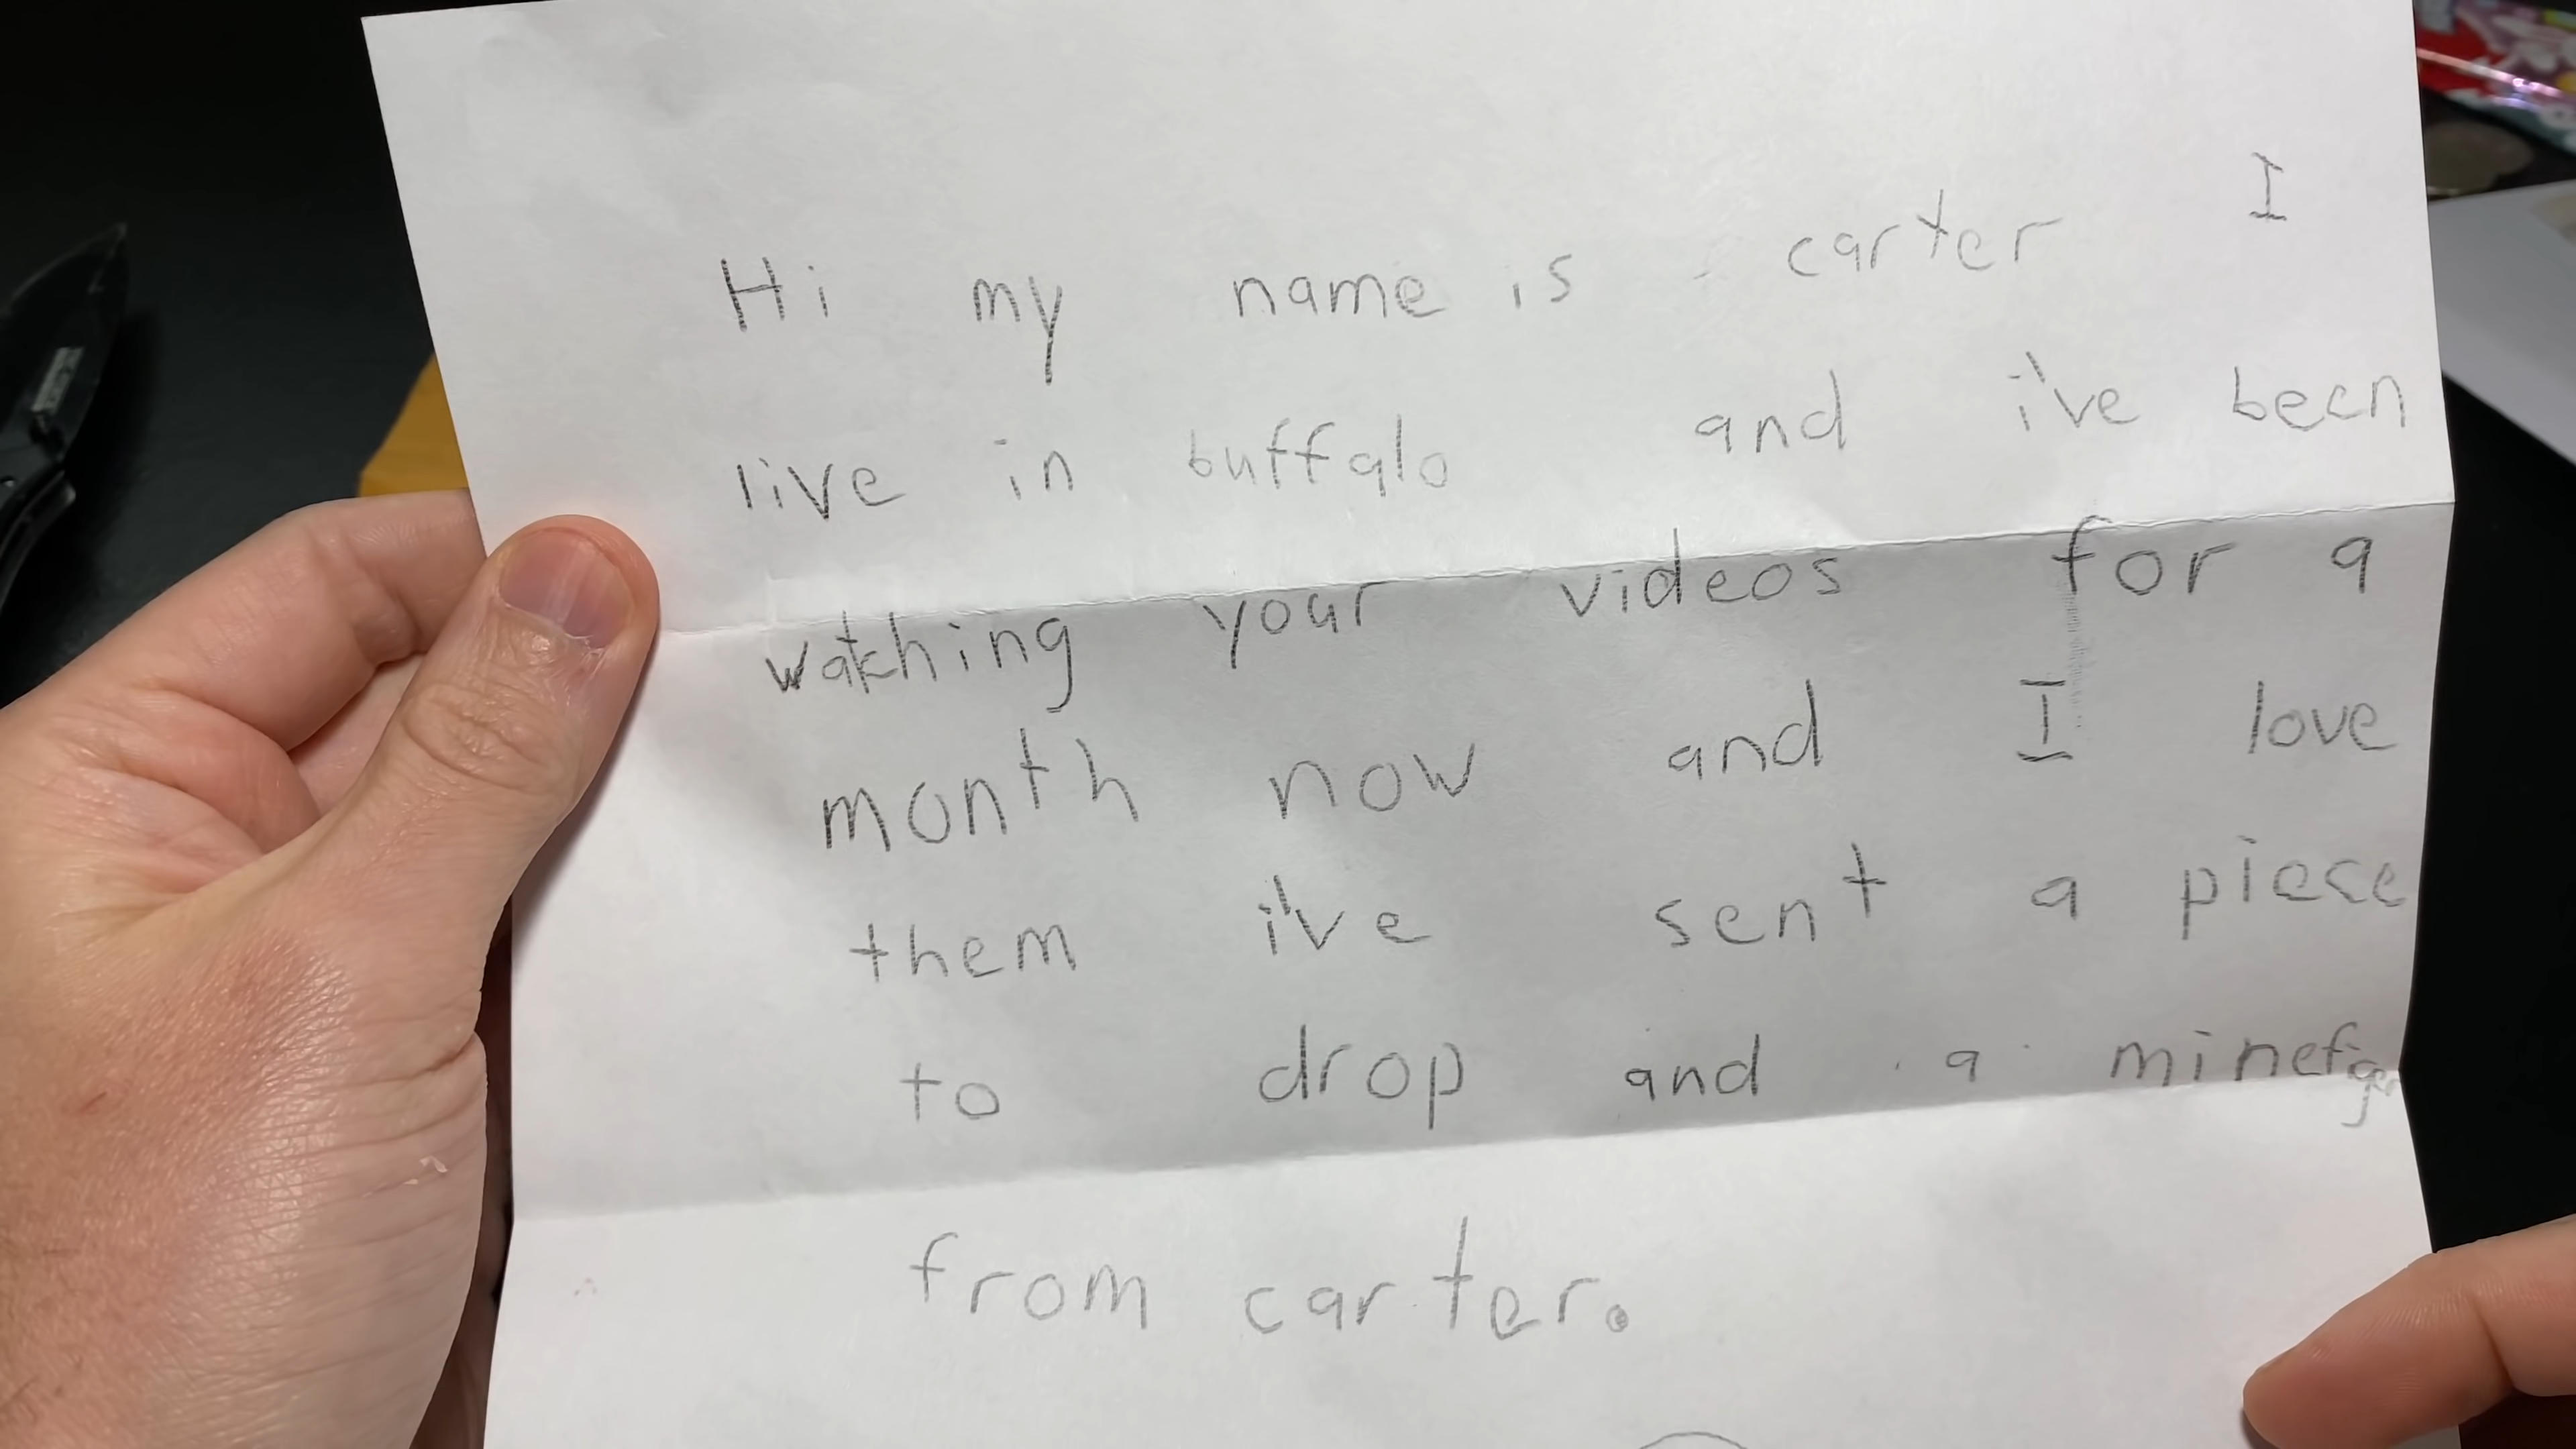 Hi my name is carter I
live in buffalo and i've been
watching your videos for a
month now and I love
them i've sent a piece
to drop and a minefiger
from carter.